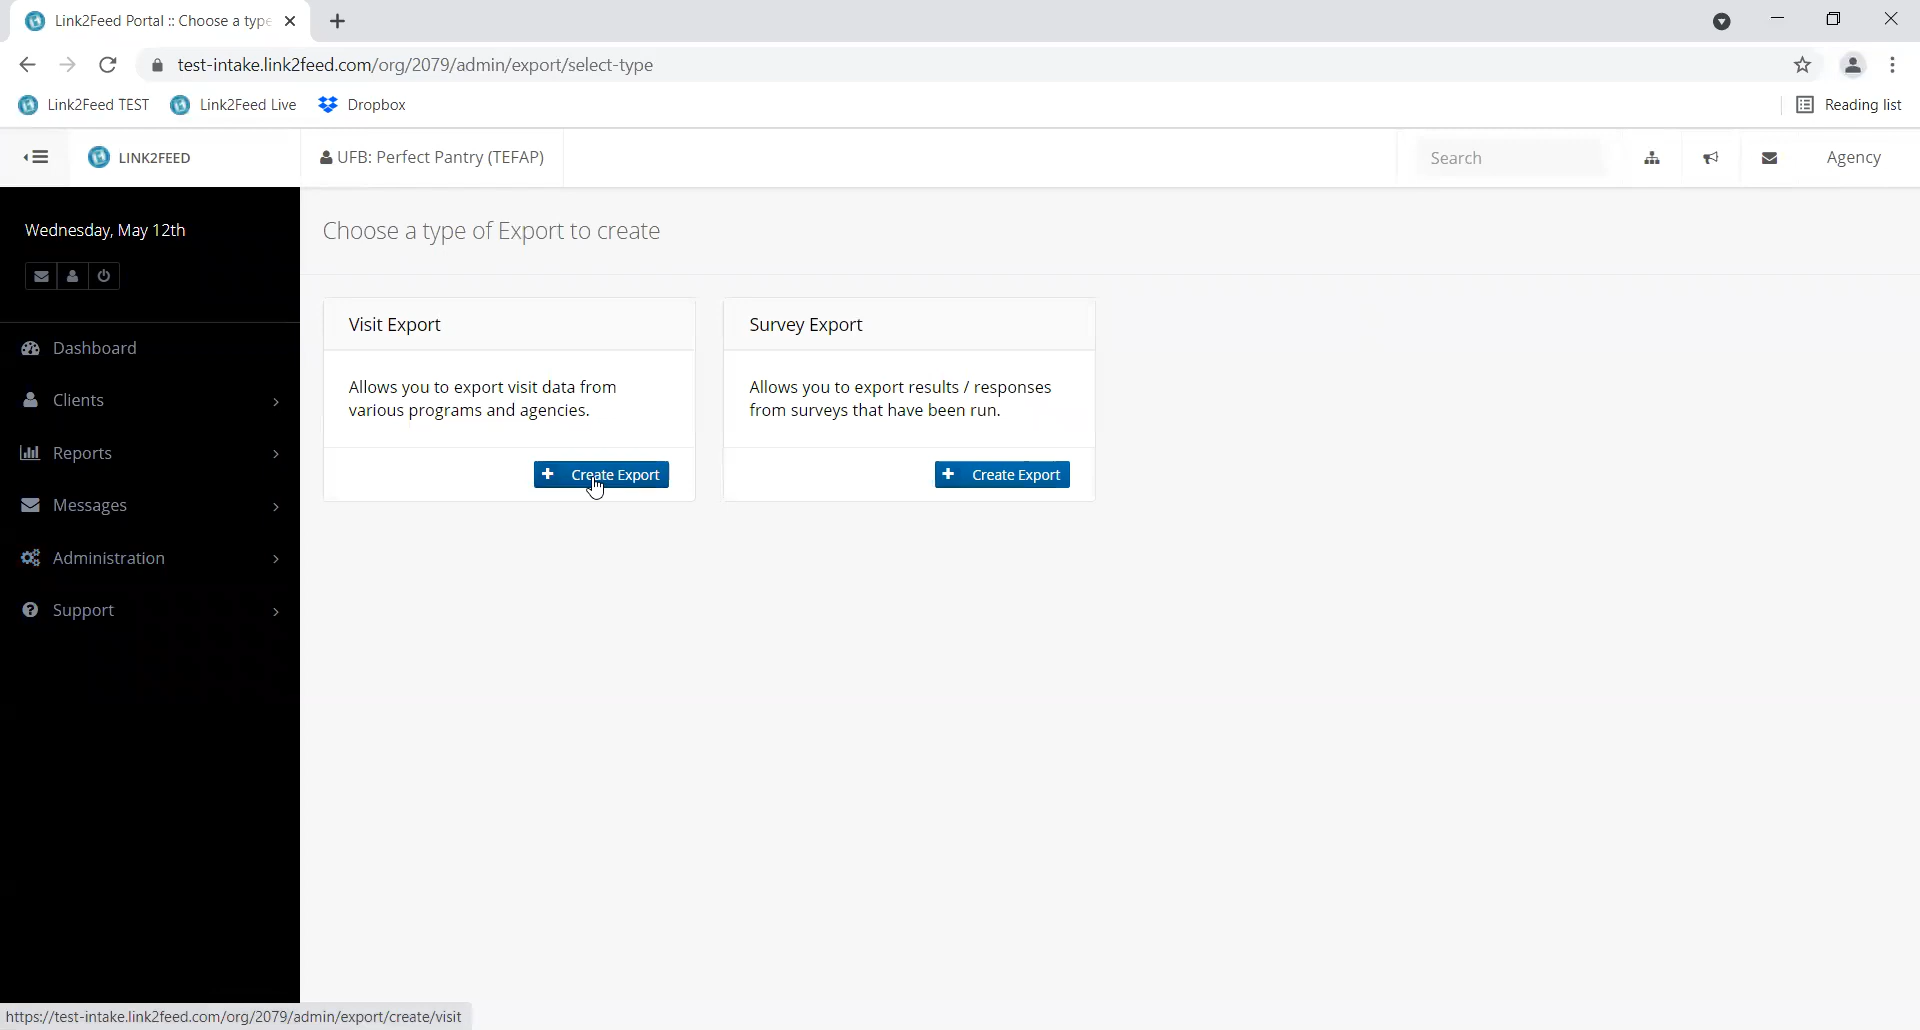 Link2Feed Portal :: Choose a type
test-intake.link2feed.com/org/2079/admin/export/select-type
Link2Feed TEST
Link2Feed Live
Dropbox
Reading list
LINK2FEED
UFB: Perfect Pantry (TEFAP)
Search
Agency
Wednesday, May 12th
Dashboard
Clients
Reports
Messages
Administration
Support
Choose a type of Export to create
Visit Export
Allows you to export visit data from
various programs and agencies.
Create Export
Survey Export
Allows you to export results / responses
from surveys that have been run.
Create Export
https://test-intake.link2feed.com/org/2079/admin/export/create/visit